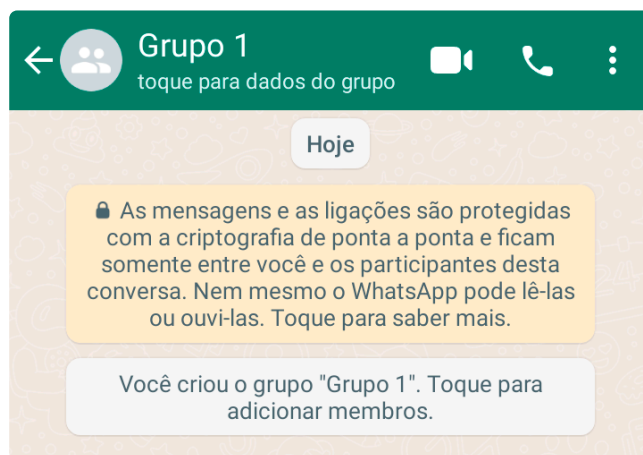 Grupo 1
toque para dados do grupo
Hoje
As mensagens e as ligações são protegidas
com a criptografia de ponta a ponta e ficam
somente entre você e os participantes desta
conversa. Nem mesmo o WhatsApp pode lê-las
ou ouvi-las. Toque para saber mais.
Você criou o grupo "Grupo 1". Toque para
adicionar membros.